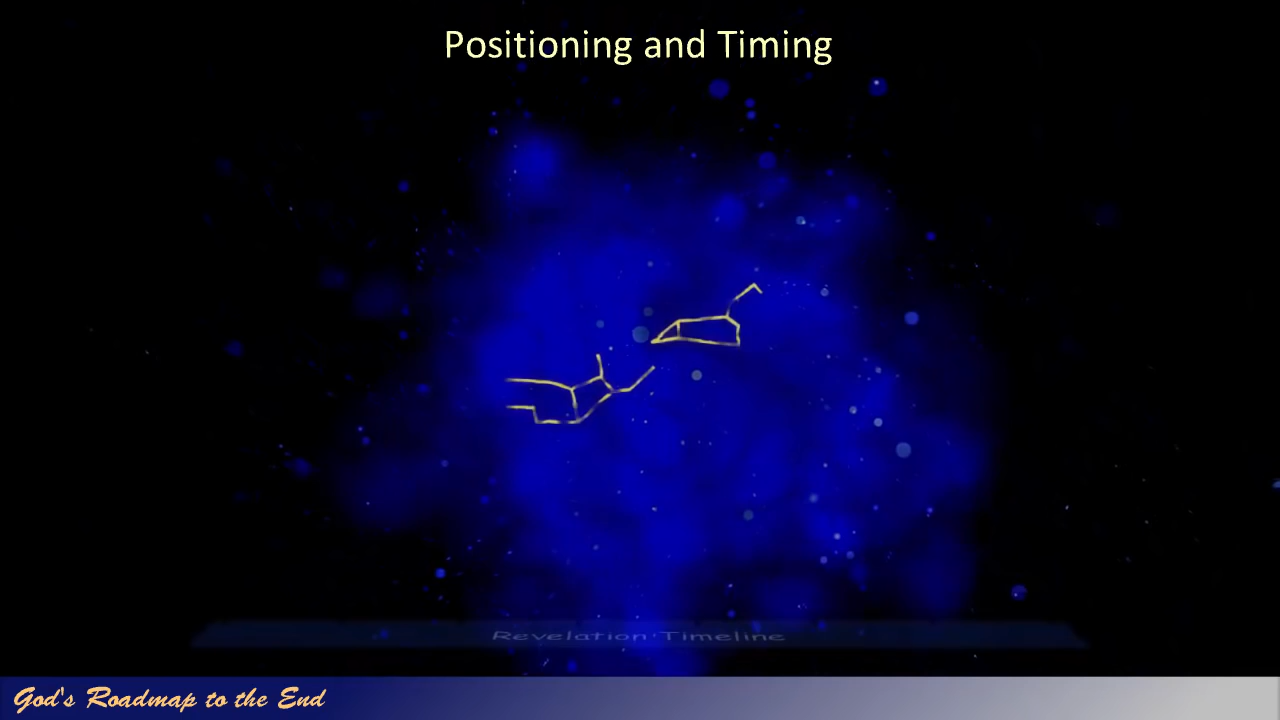 Positioning and Timing
Revelation Timeline
God's Roadmap to the End